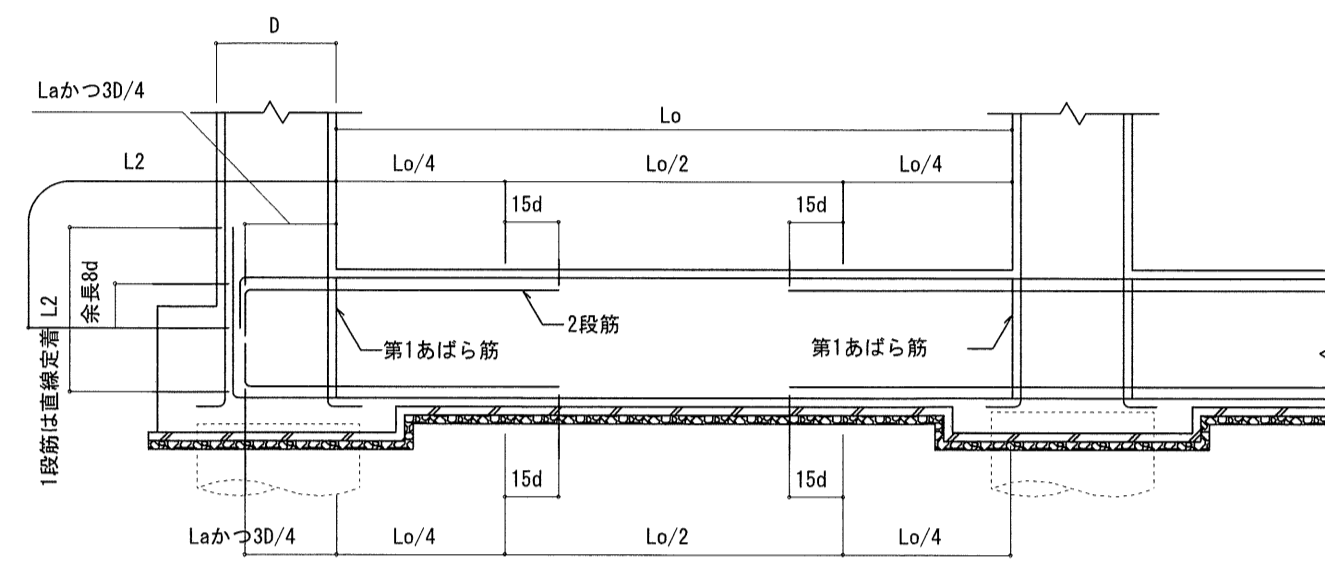 D
Laかつ3D/4
Lo
L2
Lo/4
Lo/2
Lo/4
15d
15d
余長8d
1段筋は直線定着 L2
2段筋
第1あばら筋
第1あばら筋
15d
15d
Laかつ3D/4
Lo/4
Lo/2
Lo/4